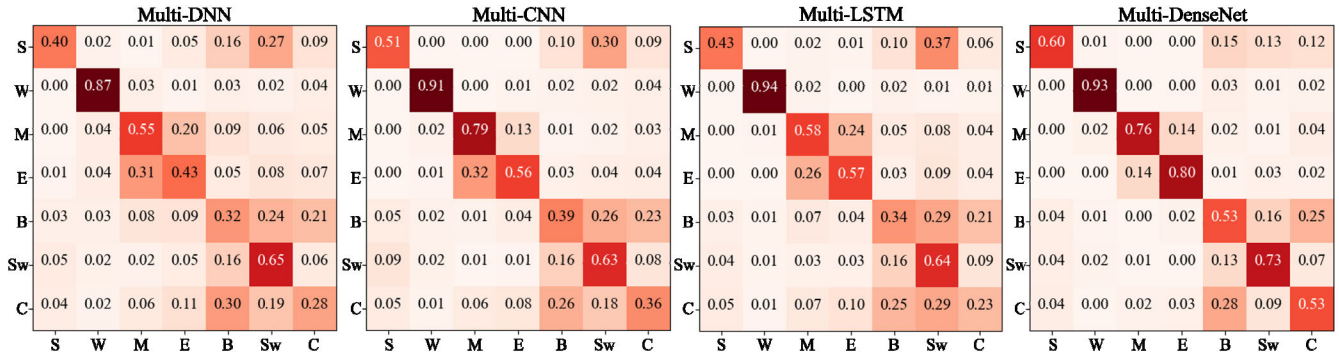 Multi-DNN Multi-CNN Multi-LSTM Multi-DenseNet
S 0.40 0.02 0.01 0.05 0.16 0.27 0.09 S 0.51 0.00 0.00 0.00 0.10 0.30 0.09 S 0.43 0.00 0.02 0.01 0.10 0.37 0.06 S 0.60 0.01 0.00 0.00 0.15 0.13 0.12
W 0.00 0.87 0.03 0.01 0.03 0.02 0.04 W 0.00 0.91 0.00 0.01 0.02 0.02 0.04 W 0.00 0.94 0.02 0.00 0.02 0.01 0.01 W 0.00 0.93 0.00 0.00 0.03 0.01 0.02
M 0.00 0.04 0.55 0.20 0.09 0.06 0.05 M 0.00 0.02 0.79 0.13 0.01 0.02 0.03 M 0.00 0.01 0.58 0.24 0.05 0.08 0.04 M 0.00 0.02 0.76 0.14 0.02 0.01 0.04
E 0.01 0.04 0.31 0.43 0.05 0.08 0.07 E 0.00 0.00 0.32 0.56 0.03 0.04 0.04 E 0.00 0.00 0.26 0.57 0.03 0.09 0.04 E 0.00 0.00 0.14 0.80 0.01 0.03 0.02
B 0.03 0.03 0.08 0.09 0.32 0.24 0.21 B 0.05 0.02 0.01 0.04 0.39 0.26 0.23 B 0.03 0.01 0.07 0.04 0.34 0.29 0.21 B 0.04 0.01 0.00 0.02 0.53 0.16 0.25
Sw 0.05 0.02 0.02 0.05 0.16 0.65 0.06 Sw 0.09 0.02 0.01 0.01 0.16 0.63 0.08 Sw 0.04 0.01 0.03 0.03 0.16 0.64 0.09 Sw 0.04 0.02 0.01 0.00 0.13 0.73 0.07
C 0.04 0.02 0.06 0.11 0.30 0.19 0.28 C 0.05 0.01 0.06 0.08 0.26 0.18 0.36 C 0.05 0.01 0.07 0.10 0.25 0.29 0.23 C 0.04 0.00 0.02 0.03 0.28 0.09 0.53
S W M E B Sw C S W M E B Sw C S W M E B Sw C S W M E B Sw C